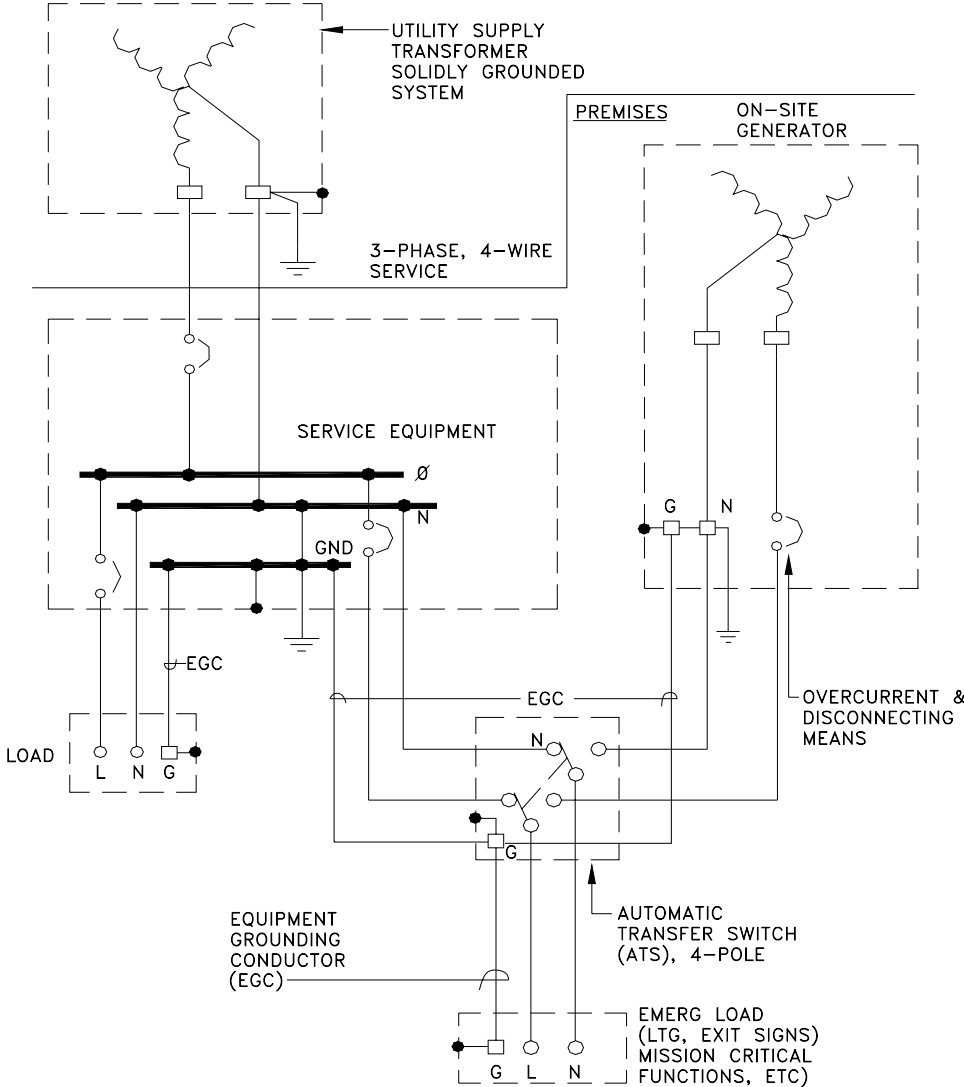 UTILITY SUPPLY
TRANSFORMER
SOLIDLY GROUNDED
SYSTEM
PREMISES
ON-SITE
GENERATOR
3-PHASE, 4-WIRE
SERVICE
SERVICE EQUIPMENT
Ø
N
GND
G
N
EGC
EGC
OVERCURRENT &
DISCONNECTING
MEANS
LOAD
L N G
N
G
AUTOMATIC
TRANSFER SWITCH
(ATS), 4-POLE
EQUIPMENT
GROUNDING
CONDUCTOR
(EGC)
EMERG LOAD
(LTG, EXIT SIGNS)
MISSION CRITICAL
FUNCTIONS, ETC)
G L N